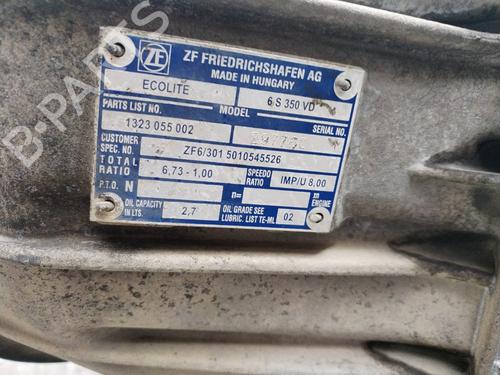 ZF
ZF FRIEDRICHSHAFEN AG
MADE IN HUNGARY
ECOLITE 6 S 350 VD
PARTS LIST NO. MODEL SERIAL NO.
1323 055 002
CUSTOMER SPEC. NO. ZF6/301 5010545526
TOTAL RATIO 6,73 - 1,00 SPEEDO RATIO IMP/U 8,00
P.T.O. N n= n ENGINE
OIL CAPACITY IN LTS. 2,7 OIL GRADE SEE LUBRIC. LIST TE-ML 02
B-PARTS